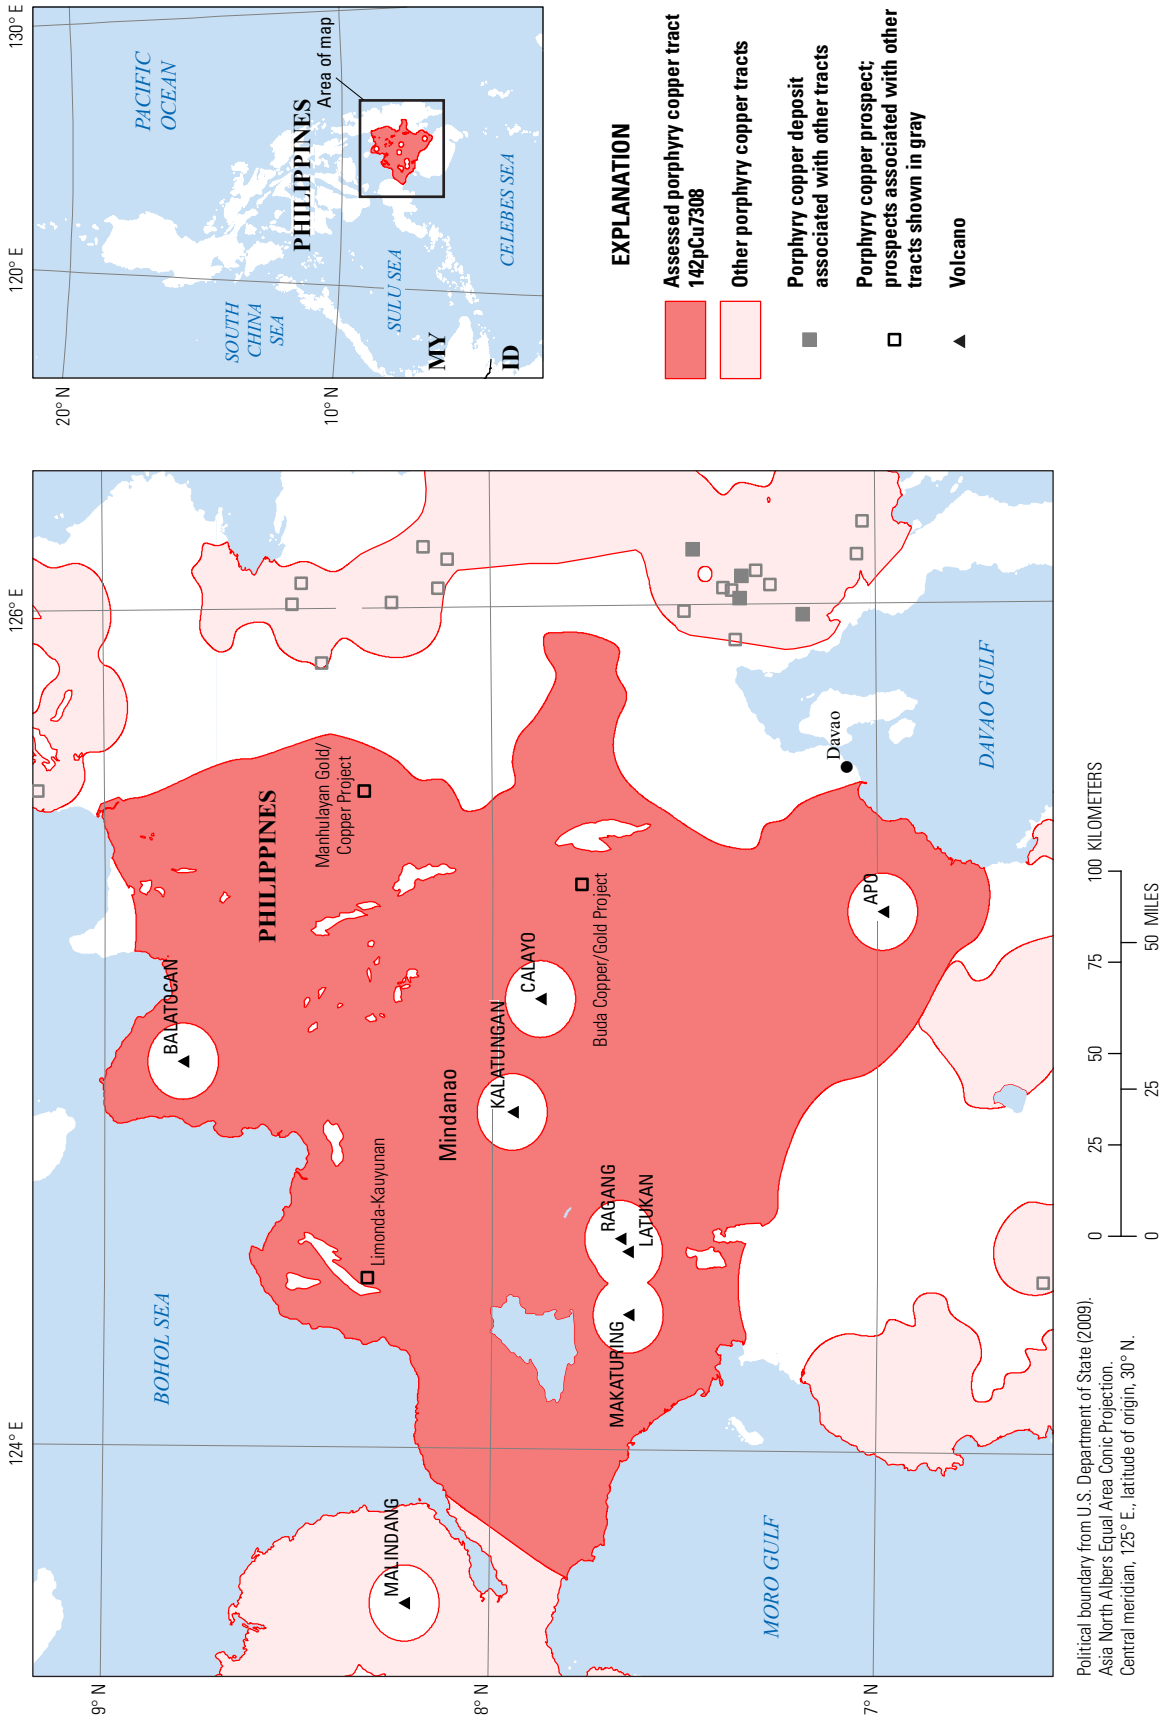 124° E
126° E
9° N
8° N
7° N
BOHOL SEA
PHILIPPINES
Mindanao
MALINDANG
BALATOCAN
Limonda-Kauyunan
Manhulayan Gold/
Copper Project
KALATUNGAN
CALAYO
Buda Copper/Gold Project
RAGANG
LATUKAN
MAKATURING
APO
Davao
DAVAO GULF
MORO GULF
120° E
130° E
20° N
10° N
PACIFIC
OCEAN
PHILIPPINES
Area of map
SOUTH
CHINA
SEA
SULU SEA
CELEBES SEA
MY
ID
EXPLANATION
Assessed porphyry copper tract
142pCu7308
Other porphyry copper tracts
Porphyry copper deposit
associated with other tracts
Porphyry copper prospect;
prospects associated with other
tracts shown in gray
Volcano
Political boundary from U.S. Department of State (2009).
Asia North Albers Equal Area Conic Projection.
Central meridian, 125° E., latitude of origin, 30° N.
0 25 50 75 100 KILOMETERS
0 25 50 MILES